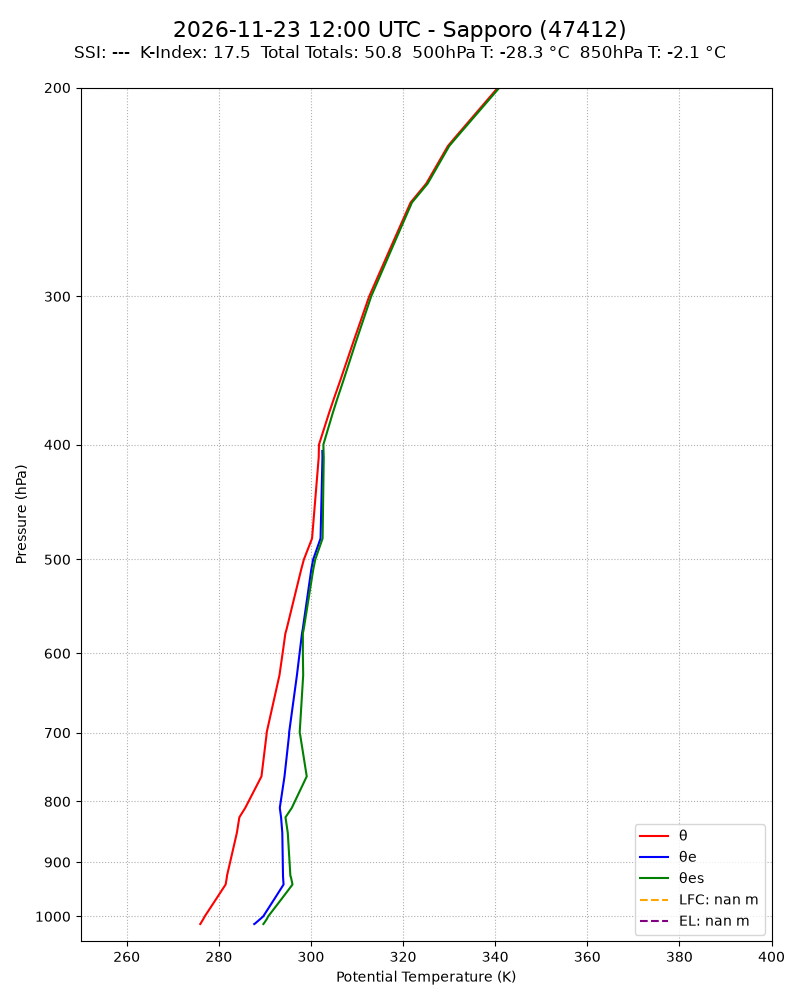 2026-11-23 12:00 UTC - Sapporo (47412)
SSI: --- K-Index: 17.5 Total Totals: 50.8 500hPa T: -28.3 °C 850hPa T: -2.1 °C
200
300
400
500
600
700
800
900
1000
Pressure (hPa)
260 280 300 320 340 360 380 400
Potential Temperature (K)
θ
θe
θes
LFC: nan m
EL: nan m